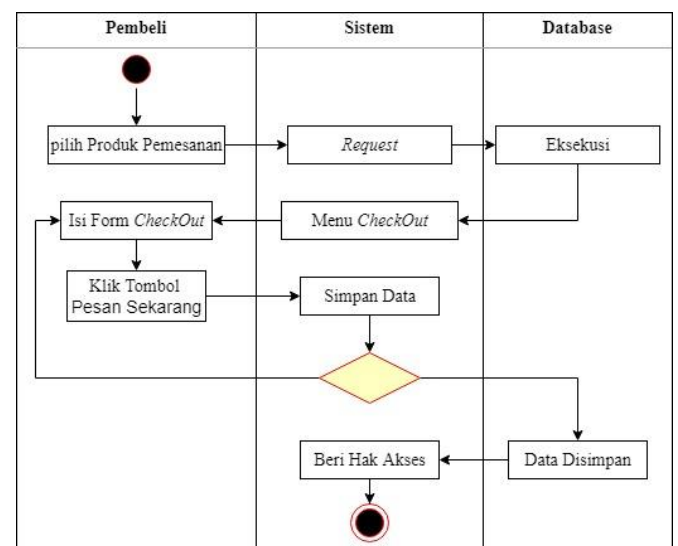 Pembeli
Sistem
Database
pilih Produk Pemesanan
Request
Eksekusi
Isi Form CheckOut
Menu CheckOut
Klik Tombol
Pesan Sekarang
Simpan Data
Beri Hak Akses
Data Disimpan